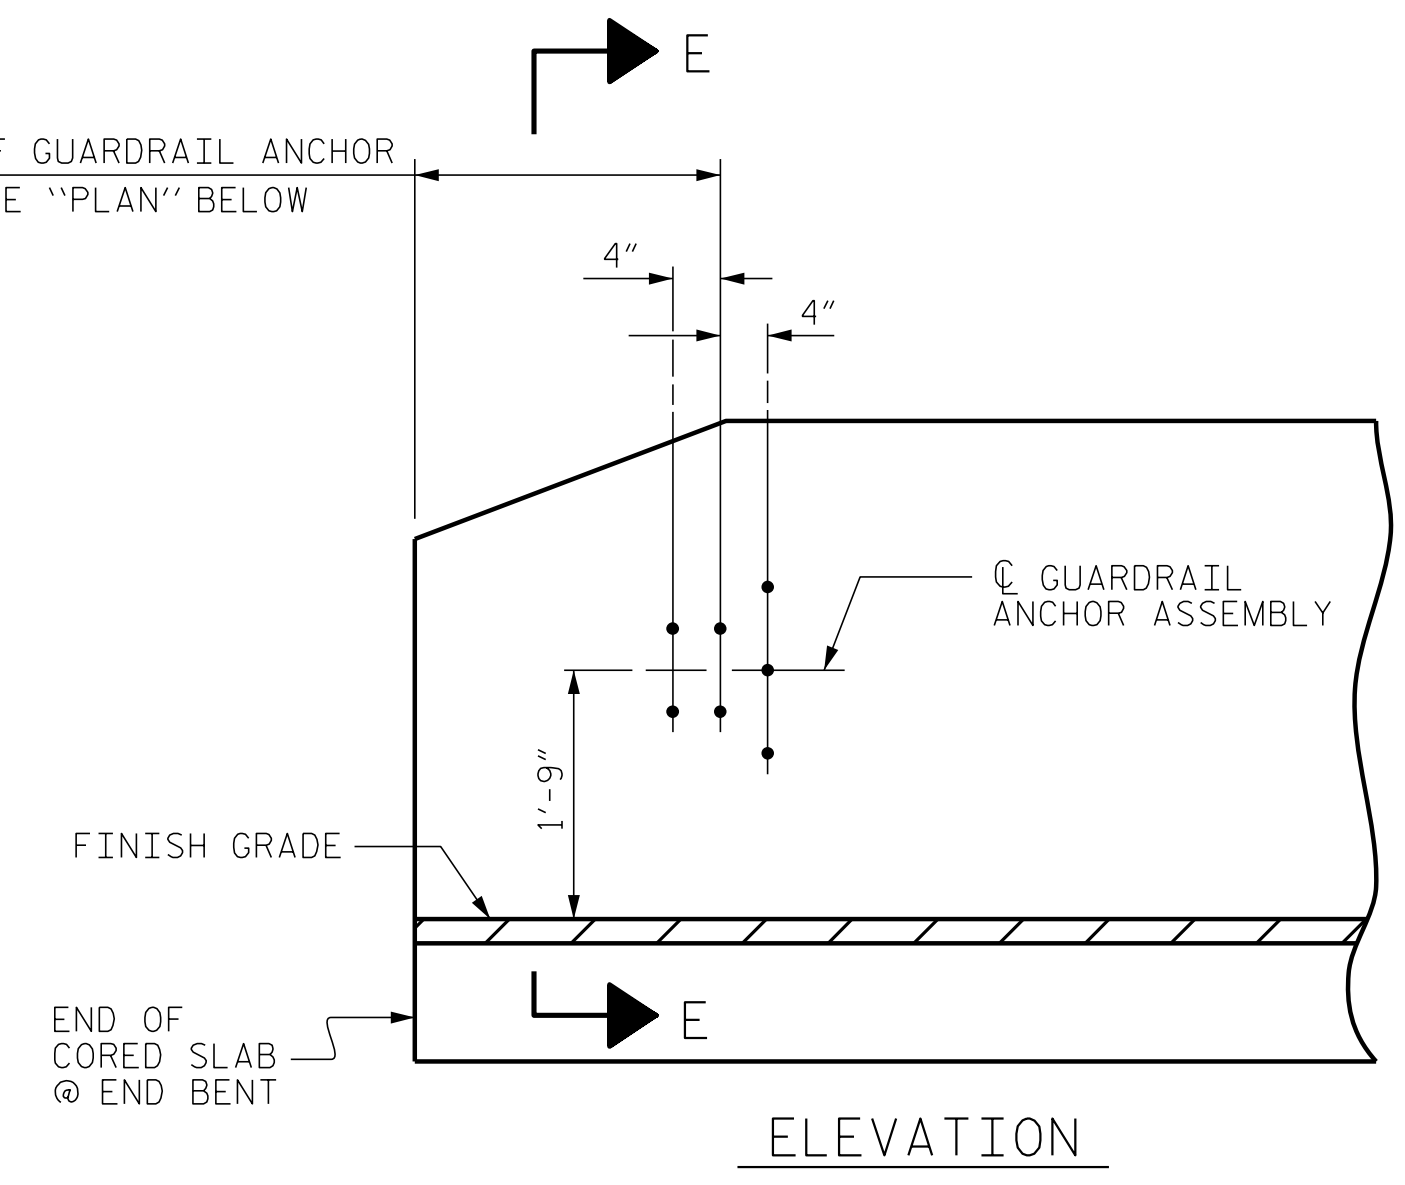 E
GUARDRAIL ANCHOR
"PLAN" BELOW
4"
4"
℄ GUARDRAIL
ANCHOR ASSEMBLY
1'-9"
FINISH GRADE
END OF
CORED SLAB
@ END BENT
E
ELEVATION